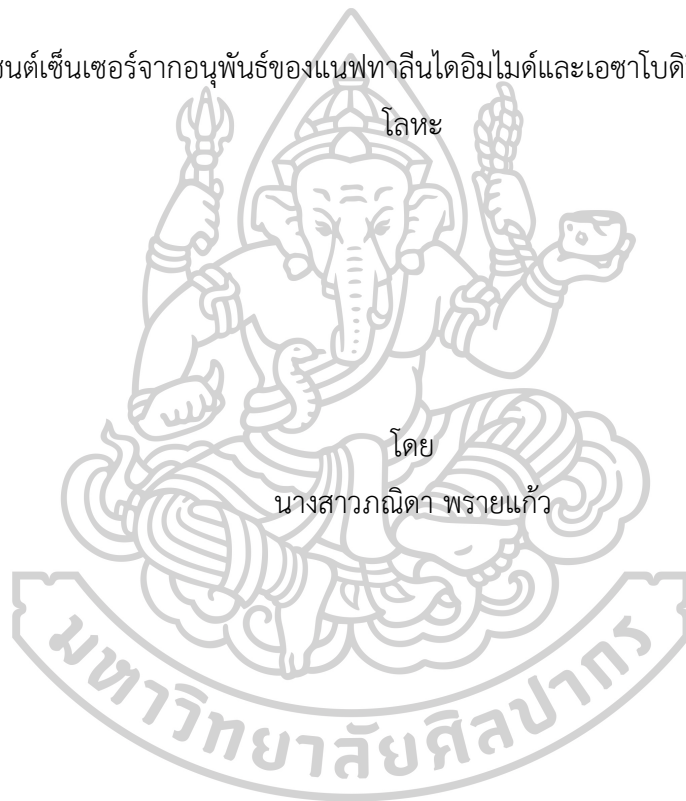 เซนต์เซ็นเซอร์จากอนุพันธ์ของแนฟทาลีนไดอิมไมด์และเอซาโบดิ
โลหะ
โดย
นางสาวภณิดา พรายแก้ว
มหาวิทยาลัยศิลปากร